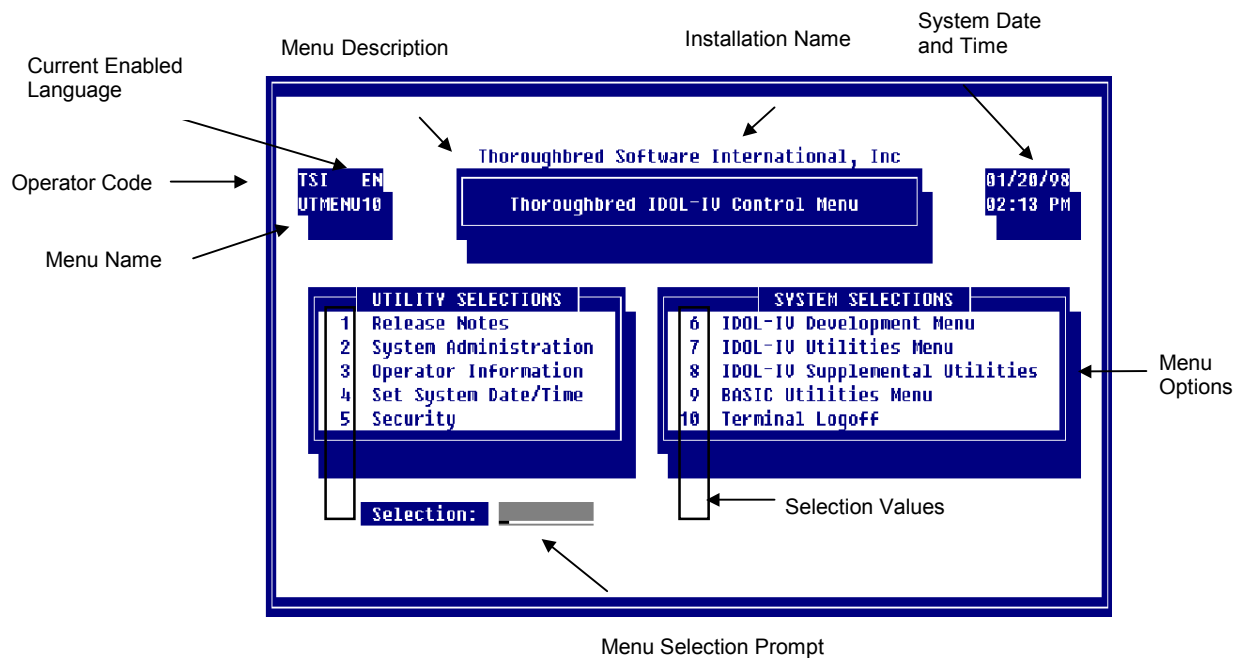 System Date
and Time
Installation Name
Menu Description
Current Enabled
Language
Thoroughbred Software International, Inc
Operator Code
TSI EN
UTMENU10
Thoroughbred IDOL-IV Control Menu
01/20/98
02:13 PM
Menu Name
UTILITY SELECTIONS
1 Release Notes
2 System Administration
3 Operator Information
4 Set System Date/Time
5 Security
SYSTEM SELECTIONS
6 IDOL-IV Development Menu
7 IDOL-IV Utilities Menu
8 IDOL-IV Supplemental Utilities
9 BASIC Utilities Menu
10 Terminal Logoff
Menu
Options
Selection Values
Selection:
Menu Selection Prompt